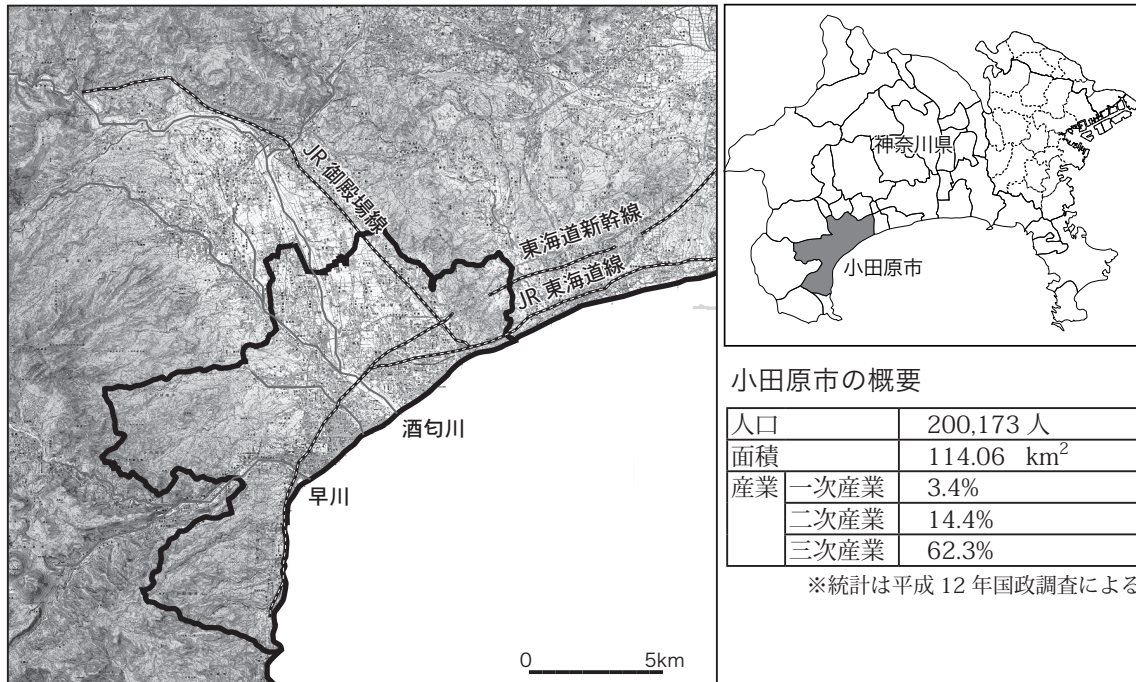 JR 御殿場線
東海道新幹線
JR 東海道線
酒匂川
早川
0 5km
神奈川県
小田原市
小田原市の概要
人口 200,173 人
面積 114.06 km²
産業 一次産業 3.4%
二次産業 14.4%
三次産業 62.3%
※統計は平成 12 年国政調査による